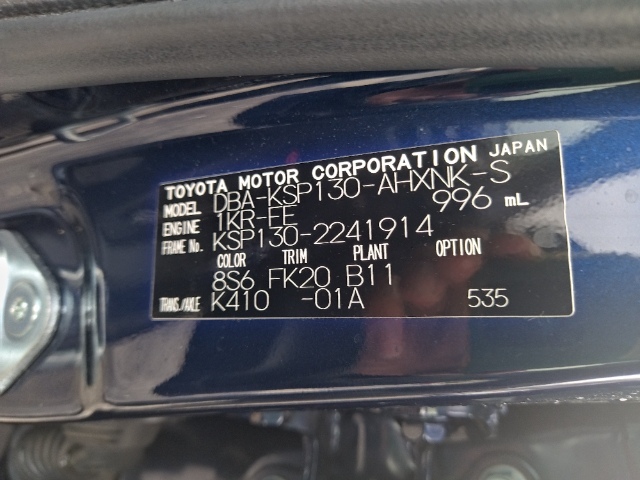 TOYOTA MOTOR CORPORATION JAPAN
MODEL DBA-KSP130-AHXNK-S
ENGINE 1KR-FE 996 mL
FRAME No. KSP130-2241914
COLOR TRIM PLANT OPTION
8S6 FK20 B11
TRANS./AXLE K410 -01A 535